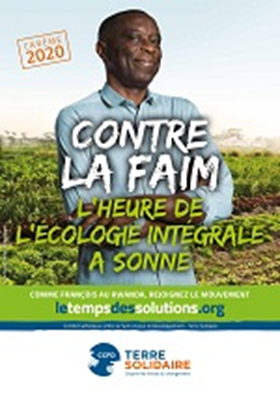 CARÊME
2020
CONTRE
LA FAIM
L'HEURE DE
L'ÉCOLOGIE INTÉGRALE
A SONNÉ
COMME FRANÇOIS AU RWANDA, REJOIGNEZ LE MOUVEMENT
letempsdessolutions.org
CCFD
TERRE
SOLIDAIRE